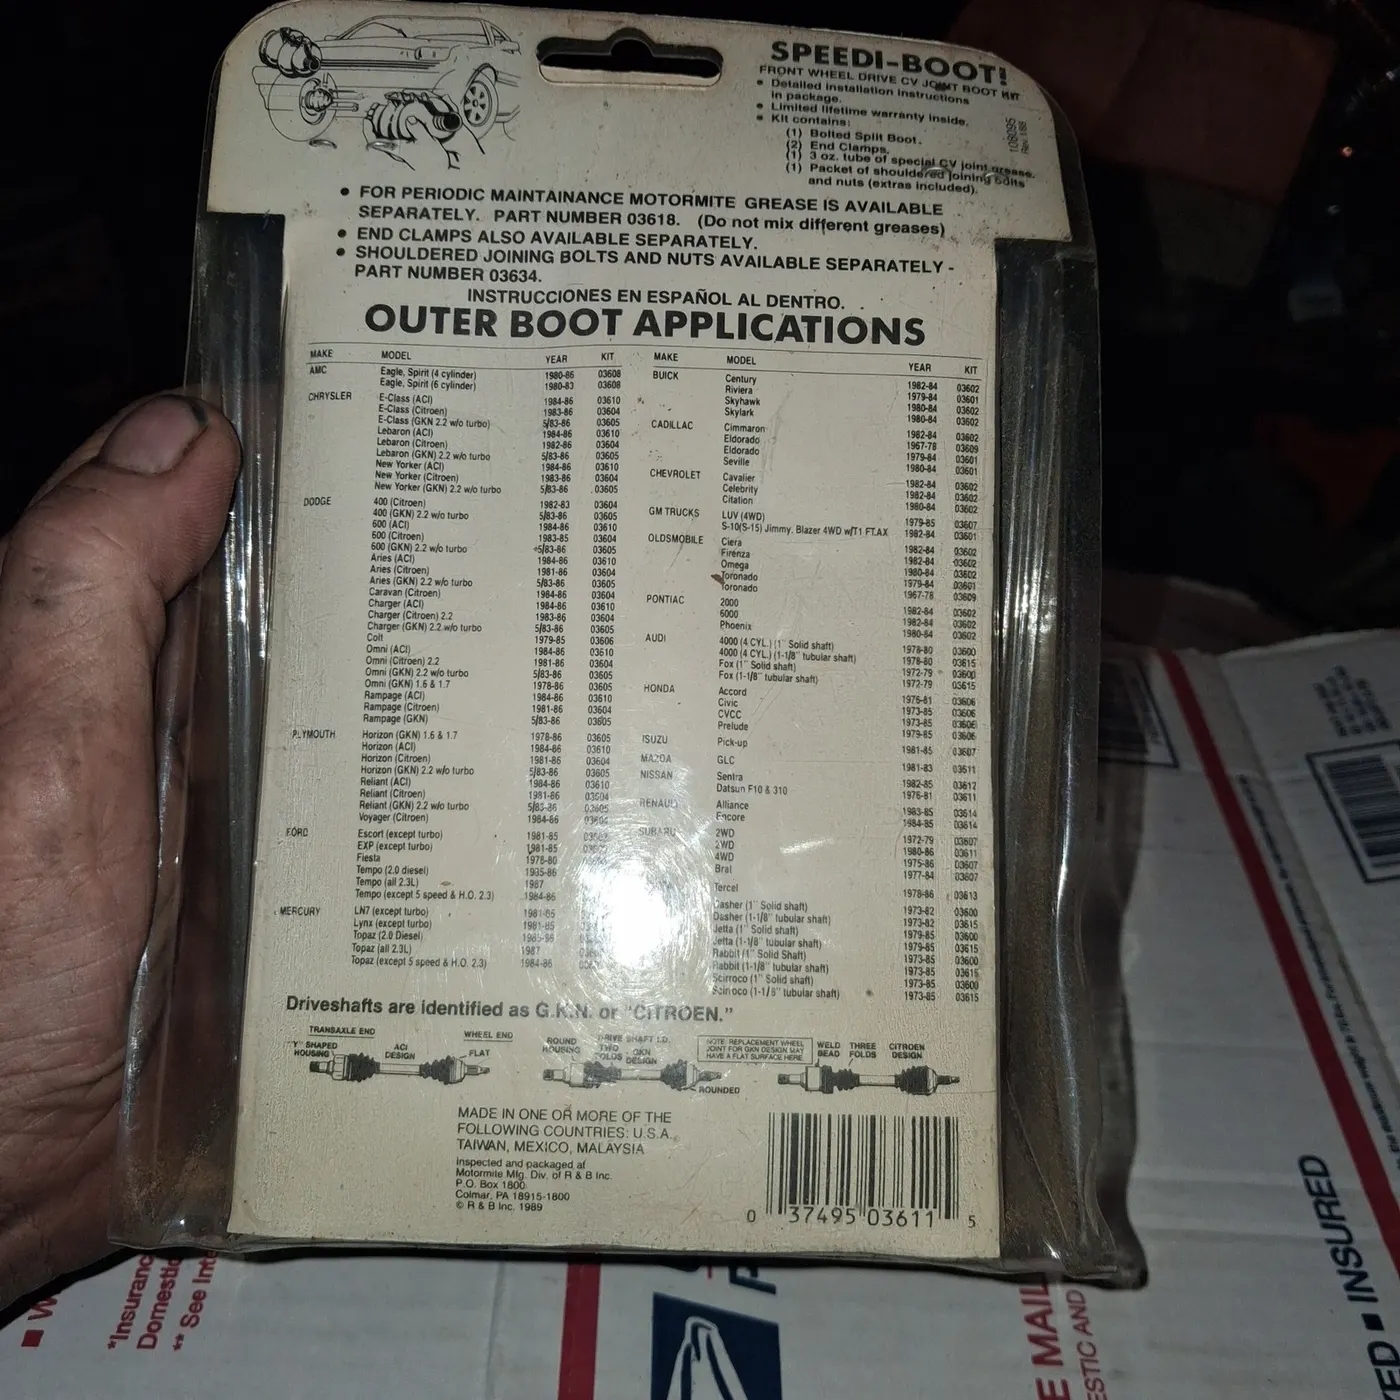 SPEEDI-BOOT!
FRONT WHEEL DRIVE CV JOINT BOOT KIT
• Detailed installation instructions
in package.
• Limited lifetime warranty inside.
• Kit contains:
(1) Bolted Split Boot.
(2) End Clamps.
(1) 3 oz. tube of special CV joint grease.
(1) Packet of shouldered joining bolts
and nuts (extras included).
108095
• FOR PERIODIC MAINTAINANCE MOTORMITE GREASE IS AVAILABLE
SEPARATELY. PART NUMBER 03618. (Do not mix different greases)
• END CLAMPS ALSO AVAILABLE SEPARATELY.
• SHOULDERED JOINING BOLTS AND NUTS AVAILABLE SEPARATELY -
PART NUMBER 03634.
INSTRUCCIONES EN ESPAÑOL AL DENTRO.
OUTER BOOT APPLICATIONS
MAKE MODEL YEAR KIT
AMC Eagle, Spirit (4 cylinder) 1980-86 03608
Eagle, Spirit (6 cylinder) 1980-83 03608
CHRYSLER E-Class (ACI) 1984-86 03610
E-Class (Citroen) 1983-86 03604
E-Class (GKN 2.2 w/o turbo) 5/83-86 03605
Lebaron (ACI) 1984-86 03610
Lebaron (Citroen) 1982-86 03604
Lebaron (GKN) 2.2 w/o turbo 5/83-86 03605
New Yorker (ACI) 1984-86 03610
New Yorker (Citroen) 1983-86 03604
New Yorker (GKN) 2.2 w/o turbo 5/83-86 03605
DODGE 400 (Citroen) 1982-83 03604
400 (GKN) 2.2 w/o turbo 5/83-86 03605
600 (ACI) 1984-86 03610
600 (Citroen) 1983-85 03604
600 (GKN) 2.2 w/o turbo 5/83-86 03605
Aries (ACI) 1984-86 03610
Aries (Citroen) 1981-86 03604
Aries (GKN) 2.2 w/o turbo 5/83-86 03605
Caravan (Citroen) 1984-86 03604
Charger (ACI) 1984-86 03610
Charger (Citroen) 2.2 1983-86 03604
Charger (GKN) 2.2 w/o turbo 5/83-86 03605
Colt 1979-85 03606
Omni (ACI) 1984-86 03610
Omni (Citroen) 2.2 1981-86 03604
Omni (GKN) 2.2 w/o turbo 5/83-86 03605
Omni (GKN) 1.6 & 1.7 1978-86 03605
Rampage (ACI) 1984-86 03610
Rampage (Citroen) 1981-86 03604
Rampage (GKN) 5/83-86 03605
PLYMOUTH Horizon (GKN) 1.6 & 1.7 1978-86 03605
Horizon (ACI) 1984-86 03610
Horizon (Citroen) 1981-86 03604
Horizon (GKN) 2.2 w/o turbo 5/83-86 03605
Reliant (ACI) 1984-86 03610
Reliant (Citroen) 1981-86 03604
Reliant (GKN) 2.2 w/o turbo 5/83-86 03605
Voyager (Citroen) 1984-86 03604
FORD Escort (except turbo) 1981-85
EXP (except turbo) 1981-85
Fiesta 1978-80
Tempo (2.0 diesel)
Tempo (all 2.3L) 1987
Tempo (except 5 speed & H.O. 2.3) 1984-86
MERCURY LN7 (except turbo) 1981-85
Lynx (except turbo) 1981-85
Topaz (2.0 Diesel)
Topaz (all 2.3L) 1987
Topaz (except 5 speed & H.O. 2.3) 1984-86
MAKE MODEL YEAR KIT
BUICK Century 1982-84 03602
Riviera 1979-84 03601
Skyhawk 1980-84 03602
Skylark 1980-84 03602
CADILLAC Cimmaron 1982-84 03602
Eldorado 1967-78 03609
Eldorado 1979-84 03601
Seville 1980-84 03601
CHEVROLET Cavalier 1982-84 03602
Celebrity 1982-84 03602
Citation 1980-84 03602
GM TRUCKS LUV (4WD) 1979-85 03607
S-10(S-15) Jimmy, Blazer 4WD w/T1 FT.AX 1982-84 03601
OLDSMOBILE Ciera 1982-84 03602
Firenza 1982-84 03602
Omega 1980-84 03602
Toronado 1979-84 03601
Toronado 1967-78 03609
PONTIAC 2000 1982-84 03602
6000 1982-84 03602
Phoenix 1980-84 03602
AUDI 4000 (4 CYL.) (1" Solid shaft) 1978-80 03600
4000 (4 CYL.) (1-1/8" tubular shaft) 1978-80 03615
Fox (1" Solid shaft) 1972-79 03600
Fox (1-1/8" tubular shaft) 1972-79 03615
HONDA Accord 1976-81 03606
Civic 1973-85 03606
CVCC 1973-85 03606
Prelude 1979-85 03606
ISUZU Pick-up 1981-85 03607
MAZDA GLC 1981-83 03611
NISSAN Sentra 1982-85 03612
Datsun F10 & 310 1976-81 03611
RENAULT Alliance 1983-85 03614
Encore 1984-85 03614
SUBARU 2WD 1972-79 03607
2WD 1980-86 03611
4WD 1975-86 03607
Brat 1977-84 03607
Tercel 1978-86 03613
Dasher (1" Solid shaft) 1973-82 03600
Dasher (1-1/8" tubular shaft) 1973-82 03615
Jetta (1" Solid shaft) 1979-85 03600
Jetta (1-1/8" tubular shaft) 1979-85 03615
Rabbit (1" Solid Shaft) 1973-85 03600
Rabbit (1-1/8" tubular shaft) 1973-85 03615
Scirroco (1" Solid shaft) 1973-85 03600
Scirroco (1-1/8" tubular shaft) 1973-85 03615
Driveshafts are identified as G.K.N. or "CITROEN."
TRANSAXLE END WHEEL END
"Y" SHAPED HOUSING ACI DESIGN FLAT
DRIVE SHAFT I.D.
ROUND HOUSING TWO FOLDS GKN DESIGN ROUNDED
NOTE: REPLACEMENT WHEEL
JOINT FOR GKN DESIGN MAY
HAVE A FLAT SURFACE HERE
WELD BEAD THREE FOLDS CITROEN DESIGN
MADE IN ONE OR MORE OF THE
FOLLOWING COUNTRIES: U.S.A.,
TAIWAN, MEXICO, MALAYSIA
Inspected and packaged at
Motormite Mfg. Div. of R & B Inc.
P.O. Box 1800
Colmar, PA 18915-1800
© R & B Inc. 1989
0 37495 03611 5
INSURED
E MAIL
ESTIC AND
*Insuranc
Domestic
** See Int